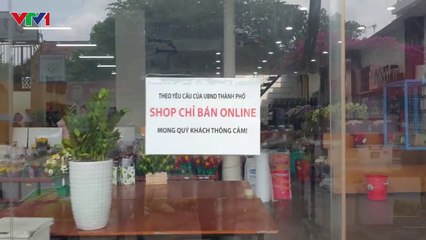 VTV1
THEO YÊU CẦU CỦA UBND THÀNH PHỐ
SHOP CHỈ BÁN ONLINE
MONG QUÝ KHÁCH THÔNG CẢM!